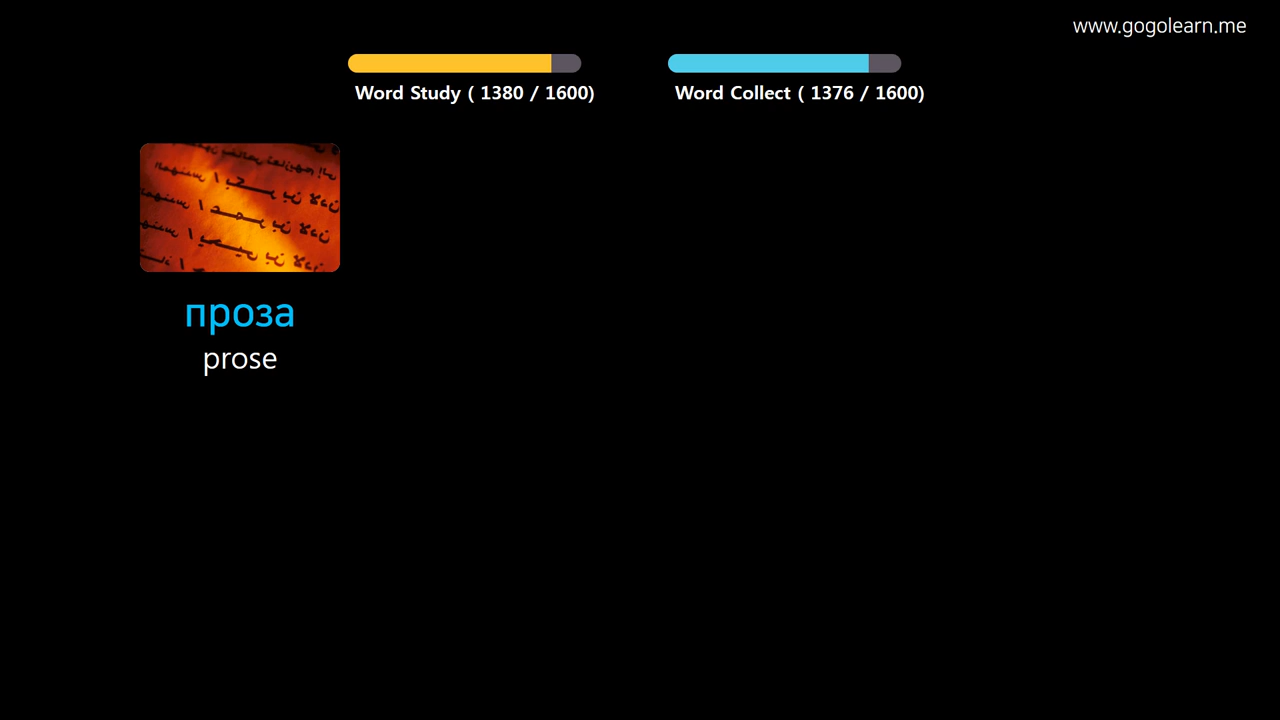 www.gogolearn.me
Word Study ( 1380 / 1600)
Word Collect ( 1376 / 1600)
проза
prose